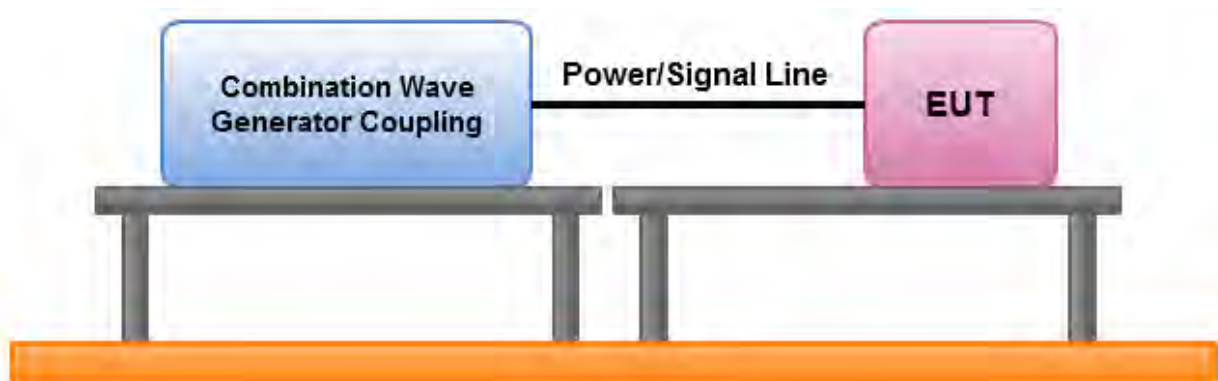 Combination Wave
Generator Coupling
Power/Signal Line
EUT